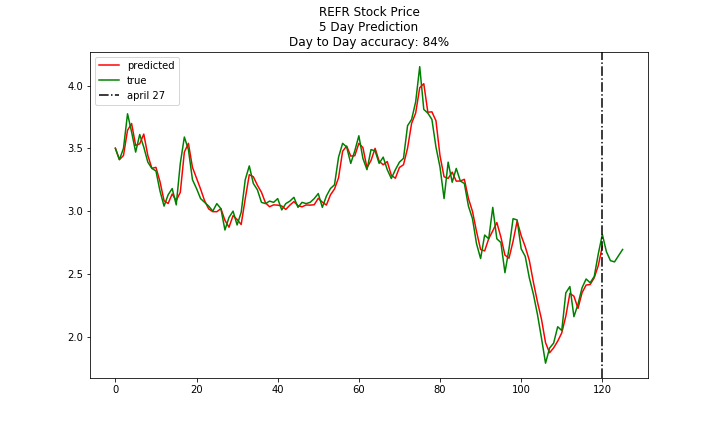 REFR Stock Price
5 Day Prediction
Day to Day accuracy: 84%
predicted
true
april 27
4.0
3.5
3.0
2.5
2.0
0
20
40
60
80
100
120